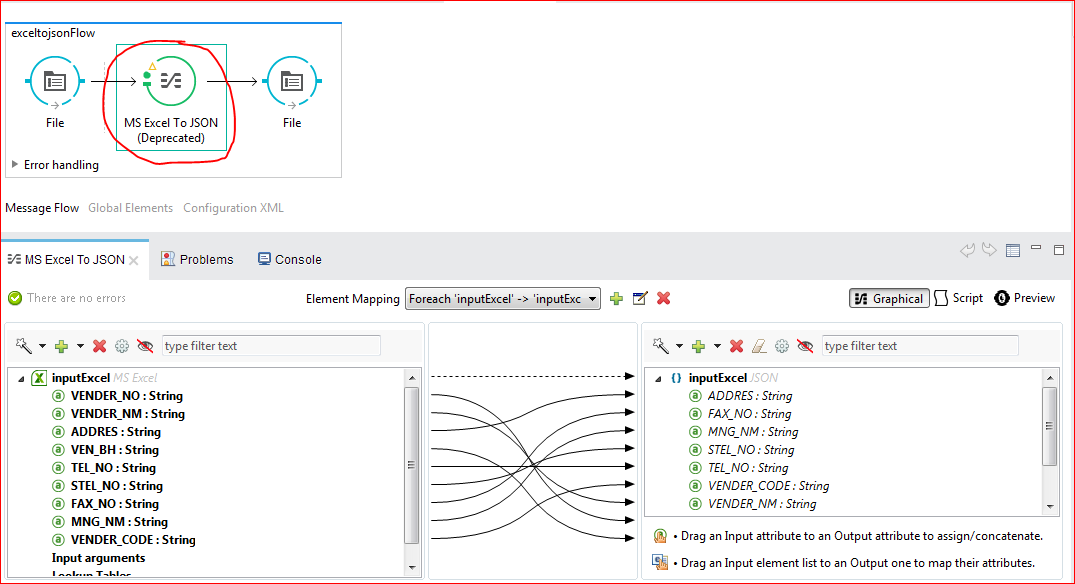 exceltojsonFlow
File
MS Excel To JSON
(Deprecated)
File
Error handling
Message Flow Global Elements Configuration XML
MS Excel To JSON Problems Console
There are no errors
Element Mapping Foreach 'inputExcel' -> 'inputExc Graphical Script Preview
type filter text
type filter text
inputExcel MS Excel
VENDER_NO : String
VENDER_NM : String
ADDRES : String
VEN_BH : String
TEL_NO : String
STEL_NO : String
FAX_NO : String
MNG_NM : String
VENDER_CODE : String
Input arguments
Lookup Tables
inputExcel JSON
ADDRES : String
FAX_NO : String
MNG_NM : String
STEL_NO : String
TEL_NO : String
VENDER_CODE : String
VENDER_NM : String
• Drag an Input attribute to an Output attribute to assign/concatenate.
• Drag an Input element list to an Output one to map their attributes.